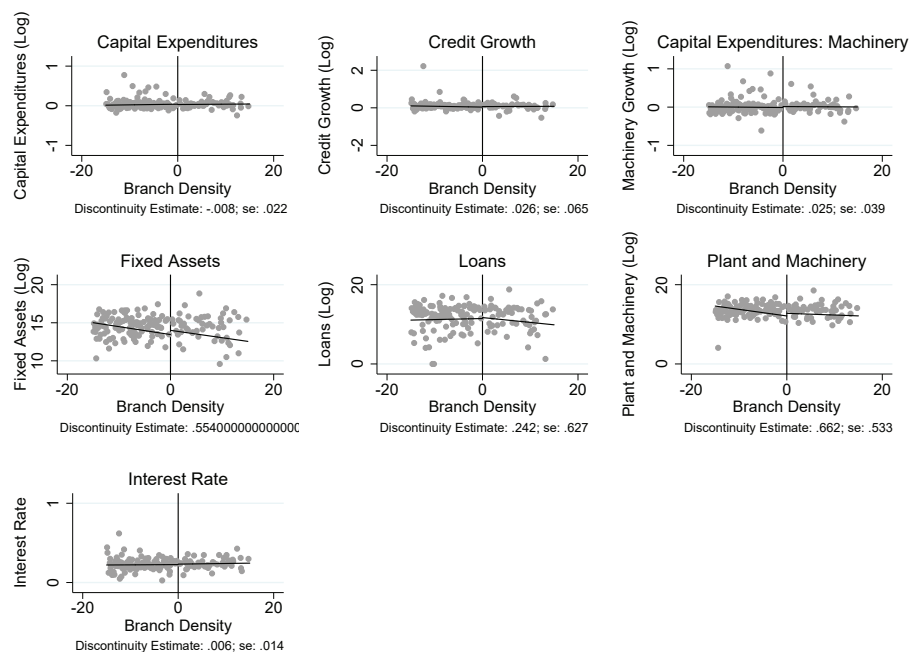 Capital Expenditures
Capital Expenditures (Log)
1
0
-1
-20 0 20
Branch Density
Discontinuity Estimate: -.008; se: .022
Credit Growth
Credit Growth (Log)
2
0
-2
-20 0 20
Branch Density
Discontinuity Estimate: .026; se: .065
Capital Expenditures: Machinery
Machinery Growth (Log)
1
0
-1
-20 0 20
Branch Density
Discontinuity Estimate: .025; se: .039
Fixed Assets
Fixed Assets (Log)
20
15
10
-20 0 20
Branch Density
Discontinuity Estimate: .554000000000000
Loans
Loans (Log)
20
0
-20 0 20
Branch Density
Discontinuity Estimate: .242; se: .627
Plant and Machinery
Plant and Machinery (Log)
20
0
-20 0 20
Branch Density
Discontinuity Estimate: .662; se: .533
Interest Rate
Interest Rate
1
0
-20 0 20
Branch Density
Discontinuity Estimate: .006; se: .014